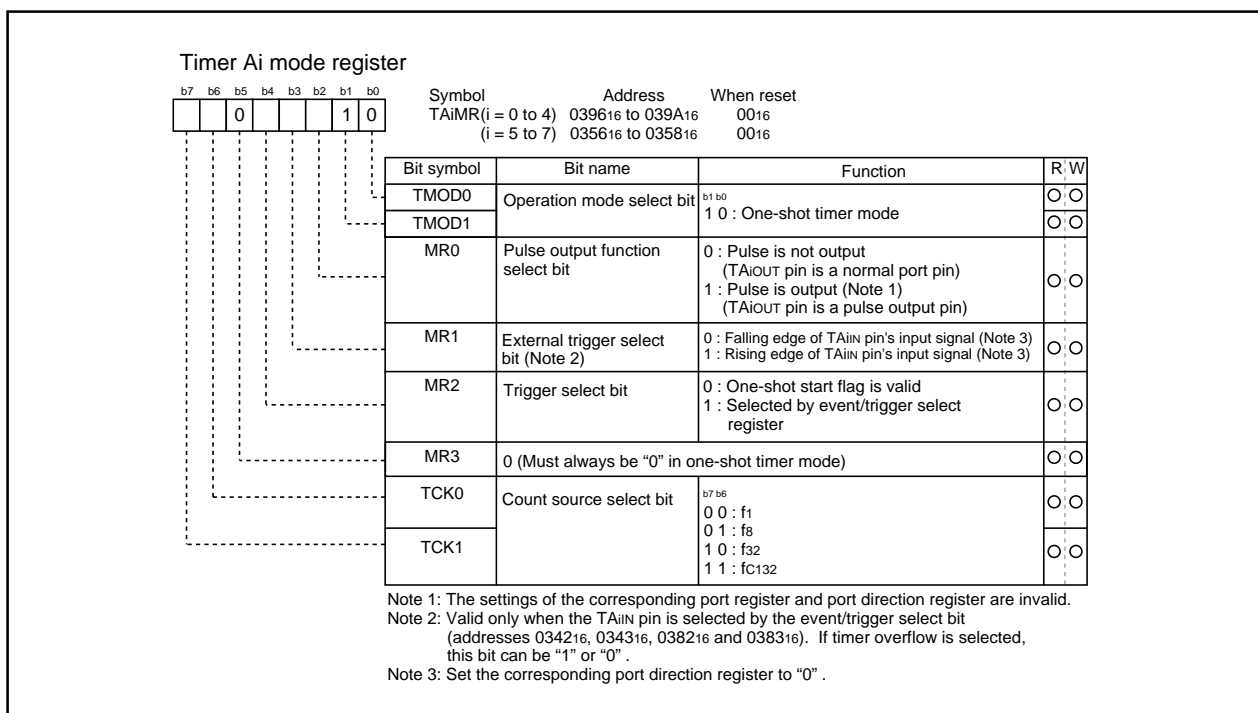 Timer Ai mode register
b7 b6 b5 b4 b3 b2 b1 b0
0 1 0
Symbol Address When reset
TAiMR(i = 0 to 4) 039616 to 039A16 0016
(i = 5 to 7) 035616 to 035816 0016
Bit symbol Bit name Function R W
TMOD0 Operation mode select bit b1 b0
1 0 : One-shot timer mode
TMOD1
MR0 Pulse output function select bit 0 : Pulse is not output
(TAiOUT pin is a normal port pin)
1 : Pulse is output (Note 1)
(TAiOUT pin is a pulse output pin)
MR1 External trigger select bit (Note 2) 0 : Falling edge of TAiIN pin's input signal (Note 3)
1 : Rising edge of TAiIN pin's input signal (Note 3)
MR2 Trigger select bit 0 : One-shot start flag is valid
1 : Selected by event/trigger select
register
MR3 0 (Must always be “0” in one-shot timer mode)
TCK0 Count source select bit b7 b6
0 0 : f1
0 1 : f8
TCK1 1 0 : f32
1 1 : fC132
Note 1: The settings of the corresponding port register and port direction register are invalid.
Note 2: Valid only when the TAiIN pin is selected by the event/trigger select bit
(addresses 034216, 034316, 038216 and 038316). If timer overflow is selected,
this bit can be “1” or “0” .
Note 3: Set the corresponding port direction register to “0” .